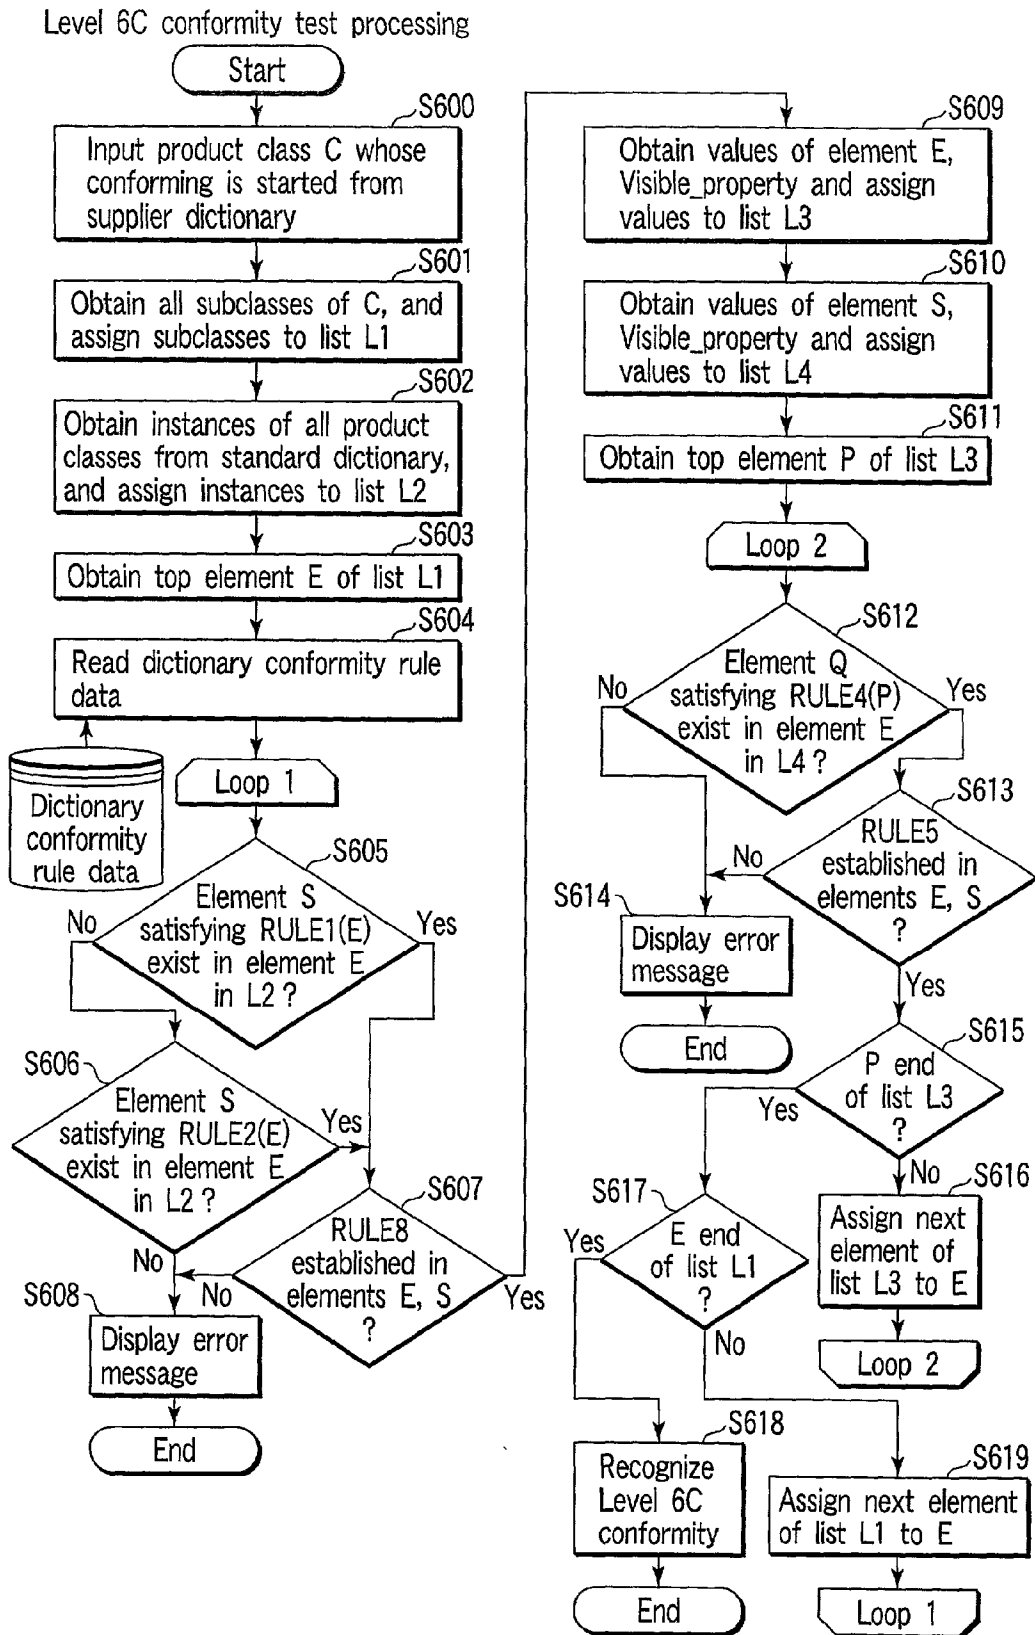 Level 6C conformity test processing
Start
S600
Input product class C whose
conforming is started from
supplier dictionary
S601
Obtain all subclasses of C, and
assign subclasses to list L1
S602
Obtain instances of all product
classes from standard dictionary,
and assign instances to list L2
S603
Obtain top element E of list L1
S604
Read dictionary conformity rule
data
Dictionary
conformity
rule data
Loop 1
S605
Element S
satisfying RULE1(E)
exist in element E
in L2 ?
No
Yes
S606
Element S
satisfying RULE2(E)
exist in element E
in L2 ?
Yes
No
S607
RULE8
established in
elements E, S
?
No
Yes
S608
Display error
message
End
S609
Obtain values of element E,
Visible_property and assign
values to list L3
S610
Obtain values of element S,
Visible_property and assign
values to list L4
S611
Obtain top element P of list L3
Loop 2
S612
Element Q
satisfying RULE4(P)
exist in element E
in L4 ?
No
Yes
S613
RULE5
established in
elements E, S
?
No
Yes
S614
Display error
message
End
S615
P end
of list L3
?
Yes
No
S616
Assign next
element of
list L3 to E
Loop 2
S617
E end
of list L1
?
Yes
No
S618
Recognize
Level 6C
conformity
End
S619
Assign next element
of list L1 to E
Loop 1